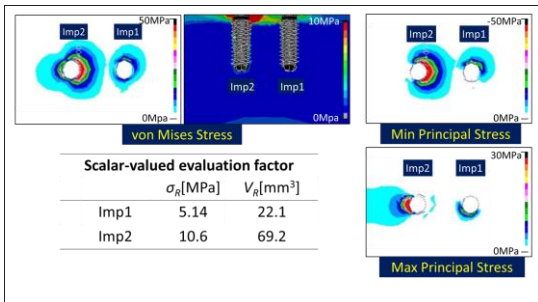 50MPa
Imp2
Imp1
0Mpa
10MPa
Imp2
Imp1
0Mpa
von Mises Stress
-50MPa
Imp2
Imp1
0MPa
Min Principal Stress
Scalar-valued evaluation factor
σR[MPa] VR[mm³]
Imp1 5.14 22.1
Imp2 10.6 69.2
30MPa
Imp2
Imp1
0MPa
Max Principal Stress